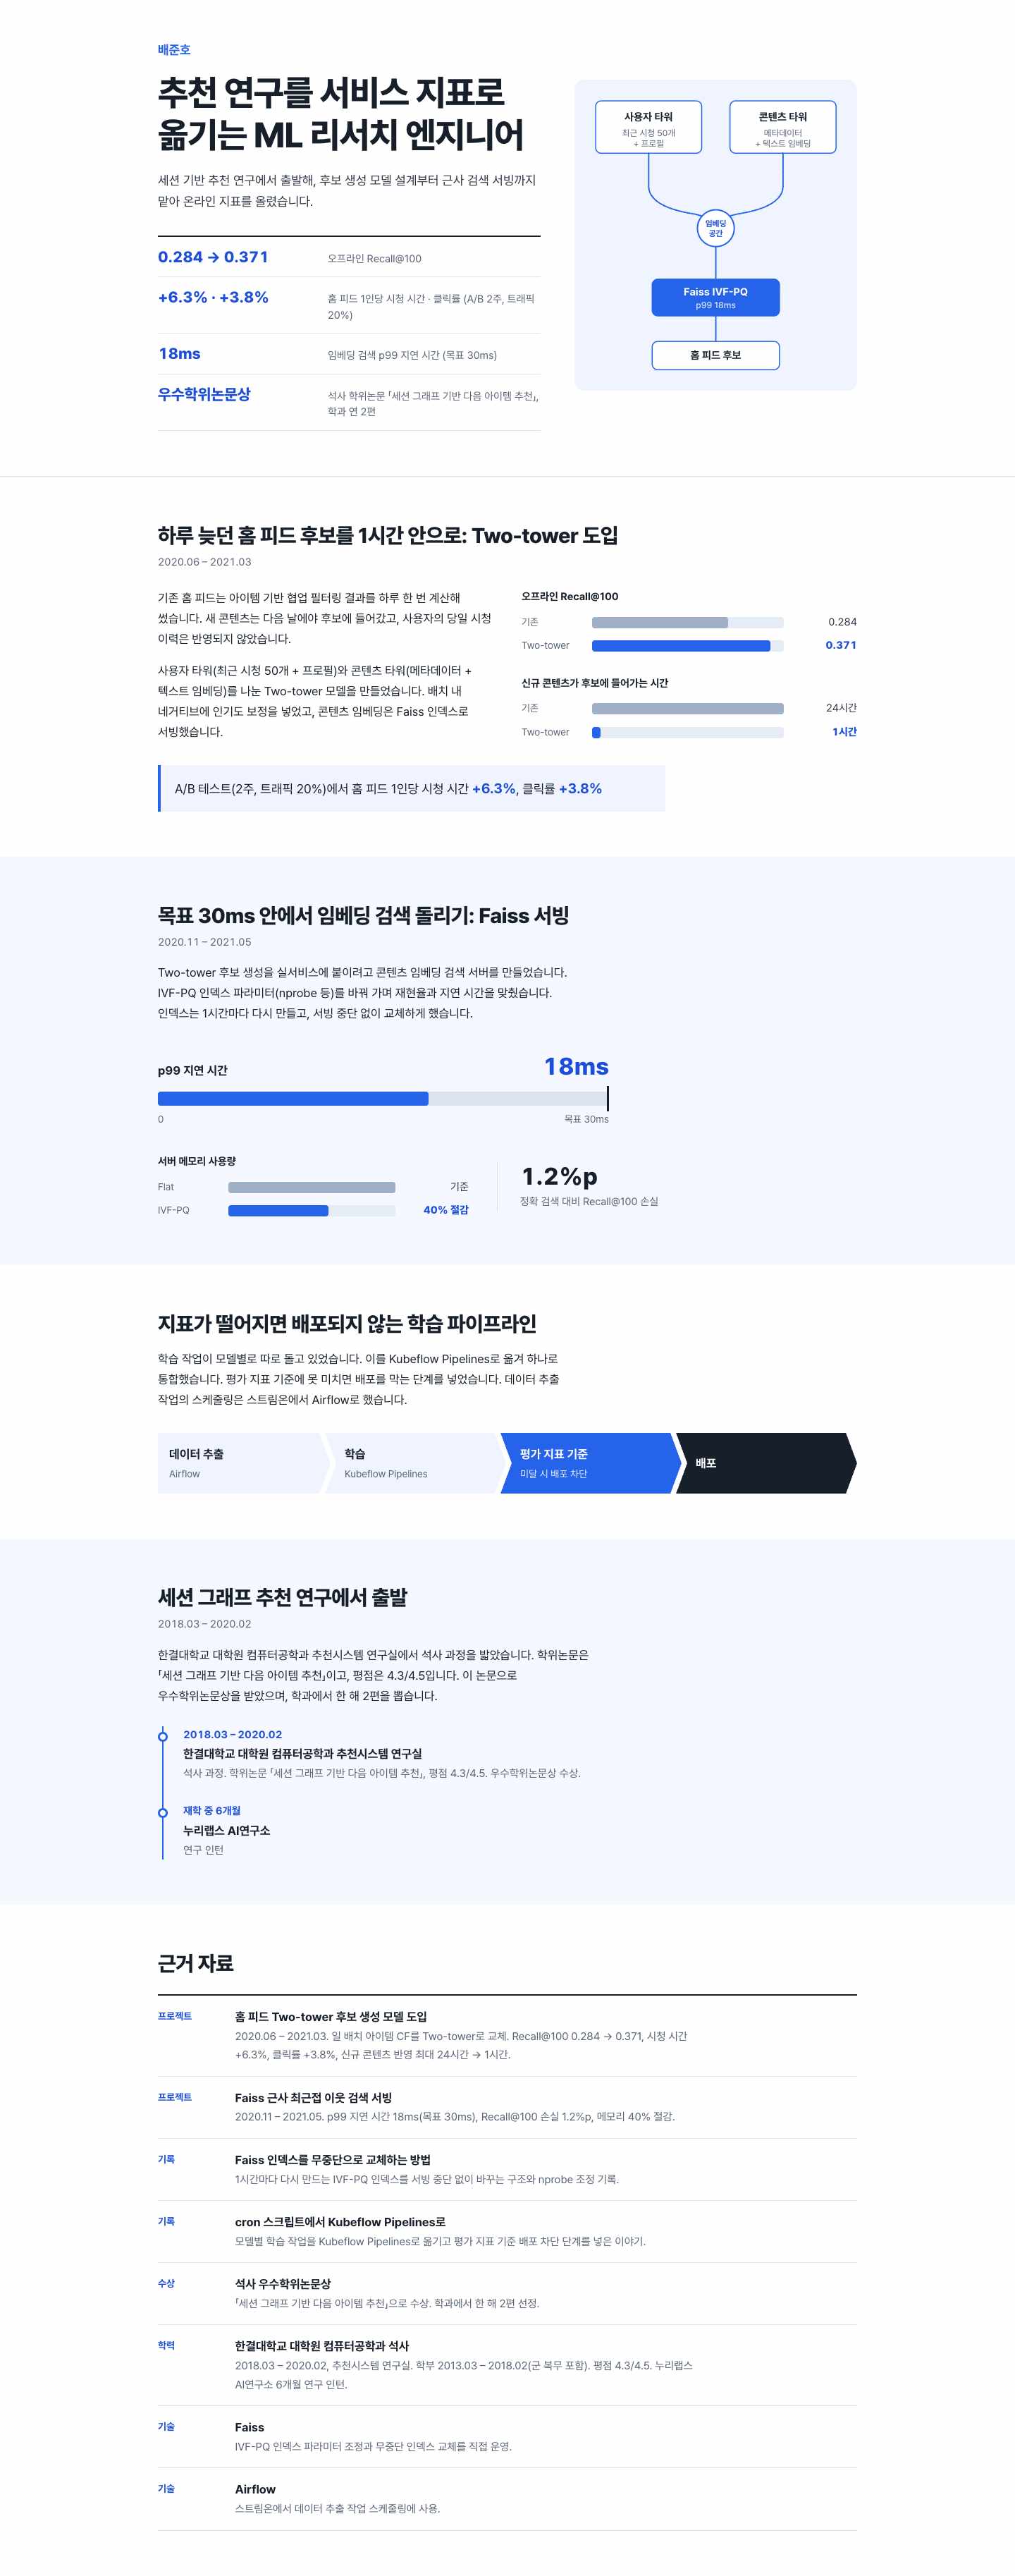 배준호
추천 연구를 서비스 지표로
옮기는 ML 리서치 엔지니어
세션 기반 추천 연구에서 출발해, 후보 생성 모델 설계부터 근사 검색 서빙까지
맡아 온라인 지표를 올렸습니다.
0.284 → 0.371
오프라인 Recall@100
+6.3% · +3.8%
홈 피드 1인당 시청 시간 · 클릭률 (A/B 2주, 트래픽
20%)
18ms
임베딩 검색 p99 지연 시간 (목표 30ms)
우수학위논문상
석사 학위논문 「세션 그래프 기반 다음 아이템 추천」,
학과 연 2편
사용자 타워
최근 시청 50개
+ 프로필
콘텐츠 타워
메타데이터
+ 텍스트 임베딩
임베딩
공간
Faiss IVF-PQ
p99 18ms
홈 피드 후보
하루 늦던 홈 피드 후보를 1시간 안으로: Two-tower 도입
2020.06 – 2021.03
기존 홈 피드는 아이템 기반 협업 필터링 결과를 하루 한 번 계산해
썼습니다. 새 콘텐츠는 다음 날에야 후보에 들어갔고, 사용자의 당일 시청
이력은 반영되지 않았습니다.
사용자 타워(최근 시청 50개 + 프로필)와 콘텐츠 타워(메타데이터 +
텍스트 임베딩)를 나눈 Two-tower 모델을 만들었습니다. 배치 내
네거티브에 인기도 보정을 넣었고, 콘텐츠 임베딩은 Faiss 인덱스로
서빙했습니다.
오프라인 Recall@100
기존
0.284
Two-tower
0.371
신규 콘텐츠가 후보에 들어가는 시간
기존
24시간
Two-tower
1시간
A/B 테스트(2주, 트래픽 20%)에서 홈 피드 1인당 시청 시간 +6.3%, 클릭률 +3.8%
목표 30ms 안에서 임베딩 검색 돌리기: Faiss 서빙
2020.11 – 2021.05
Two-tower 후보 생성을 실서비스에 붙이려고 콘텐츠 임베딩 검색 서버를 만들었습니다.
IVF-PQ 인덱스 파라미터(nprobe 등)를 바꿔 가며 재현율과 지연 시간을 맞췄습니다.
인덱스는 1시간마다 다시 만들고, 서빙 중단 없이 교체하게 했습니다.
p99 지연 시간
18ms
0
목표 30ms
서버 메모리 사용량
Flat
기준
IVF-PQ
40% 절감
1.2%p
정확 검색 대비 Recall@100 손실
지표가 떨어지면 배포되지 않는 학습 파이프라인
학습 작업이 모델별로 따로 돌고 있었습니다. 이를 Kubeflow Pipelines로 옮겨 하나로
통합했습니다. 평가 지표 기준에 못 미치면 배포를 막는 단계를 넣었습니다. 데이터 추출
작업의 스케줄링은 스트림온에서 Airflow로 했습니다.
데이터 추출
Airflow
학습
Kubeflow Pipelines
평가 지표 기준
미달 시 배포 차단
배포
세션 그래프 추천 연구에서 출발
2018.03 – 2020.02
한결대학교 대학원 컴퓨터공학과 추천시스템 연구실에서 석사 과정을 밟았습니다. 학위논문은
「세션 그래프 기반 다음 아이템 추천」이고, 평점은 4.3/4.5입니다. 이 논문으로
우수학위논문상을 받았으며, 학과에서 한 해 2편을 뽑습니다.
2018.03 – 2020.02
한결대학교 대학원 컴퓨터공학과 추천시스템 연구실
석사 과정. 학위논문 「세션 그래프 기반 다음 아이템 추천」, 평점 4.3/4.5. 우수학위논문상 수상.
재학 중 6개월
누리랩스 AI연구소
연구 인턴
근거 자료
프로젝트
홈 피드 Two-tower 후보 생성 모델 도입
2020.06 – 2021.03. 일 배치 아이템 CF를 Two-tower로 교체. Recall@100 0.284 → 0.371, 시청 시간
+6.3%, 클릭률 +3.8%, 신규 콘텐츠 반영 최대 24시간 → 1시간.
프로젝트
Faiss 근사 최근접 이웃 검색 서빙
2020.11 – 2021.05. p99 지연 시간 18ms(목표 30ms), Recall@100 손실 1.2%p, 메모리 40% 절감.
기록
Faiss 인덱스를 무중단으로 교체하는 방법
1시간마다 다시 만드는 IVF-PQ 인덱스를 서빙 중단 없이 바꾸는 구조와 nprobe 조정 기록.
기록
cron 스크립트에서 Kubeflow Pipelines로
모델별 학습 작업을 Kubeflow Pipelines로 옮기고 평가 지표 기준 배포 차단 단계를 넣은 이야기.
수상
석사 우수학위논문상
「세션 그래프 기반 다음 아이템 추천」으로 수상. 학과에서 한 해 2편 선정.
학력
한결대학교 대학원 컴퓨터공학과 석사
2018.03 – 2020.02, 추천시스템 연구실. 학부 2013.03 – 2018.02(군 복무 포함). 평점 4.3/4.5. 누리랩스
AI연구소 6개월 연구 인턴.
기술
Faiss
IVF-PQ 인덱스 파라미터 조정과 무중단 인덱스 교체를 직접 운영.
기술
Airflow
스트림온에서 데이터 추출 작업 스케줄링에 사용.